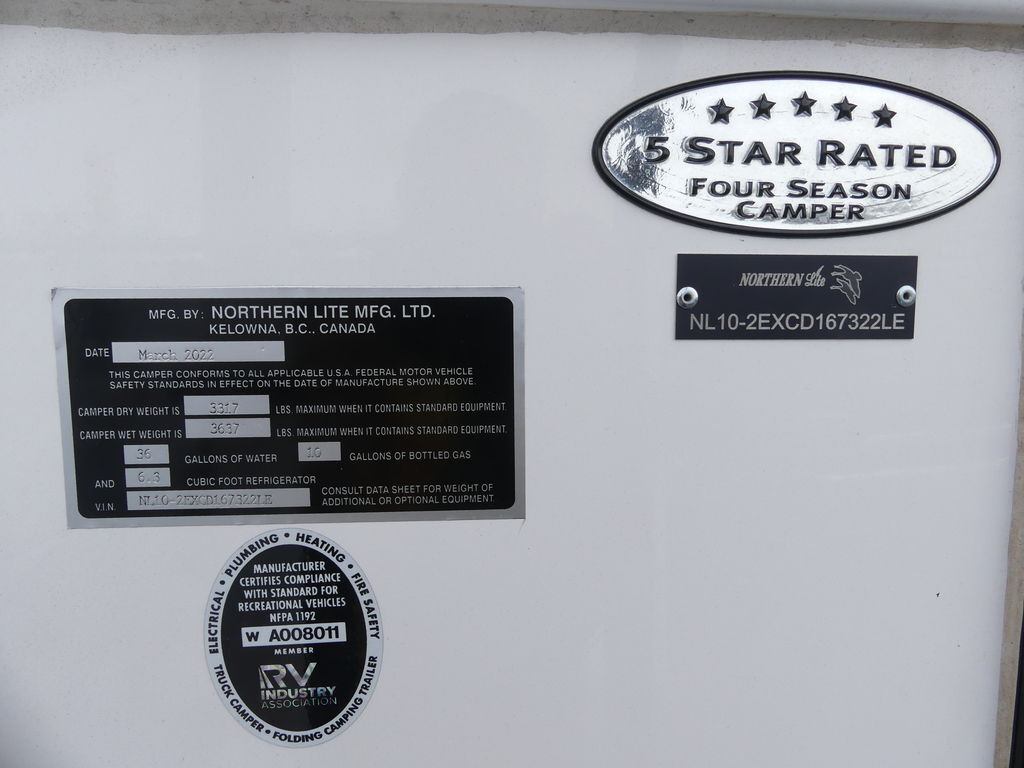 5 STAR RATED
FOUR SEASON
CAMPER
NORTHERN Lite
NL10-2EXCD167322LE
MFG. BY: NORTHERN LITE MFG. LTD.
KELOWNA, B.C., CANADA
DATE March 2022
THIS CAMPER CONFORMS TO ALL APPLICABLE U.S.A. FEDERAL MOTOR VEHICLE
SAFETY STANDARDS IN EFFECT ON THE DATE OF MANUFACTURE SHOWN ABOVE.
CAMPER DRY WEIGHT IS 3317 LBS. MAXIMUM WHEN IT CONTAINS STANDARD EQUIPMENT.
CAMPER WET WEIGHT IS 3637 LBS. MAXIMUM WHEN IT CONTAINS STANDARD EQUIPMENT.
36 GALLONS OF WATER 10 GALLONS OF BOTTLED GAS
AND 6.3 CUBIC FOOT REFRIGERATOR
V.I.N. NL10-2EXCD167322LE
CONSULT DATA SHEET FOR WEIGHT OF
ADDITIONAL OR OPTIONAL EQUIPMENT.
ELECTRICAL • PLUMBING • HEATING • FIRE SAFETY
MANUFACTURER
CERTIFIES COMPLIANCE
WITH STANDARD FOR
RECREATIONAL VEHICLES
NFPA 1192
W A008011
MEMBER
RV
INDUSTRY
ASSOCIATION
TRUCK CAMPER • FOLDING CAMPING TRAILER